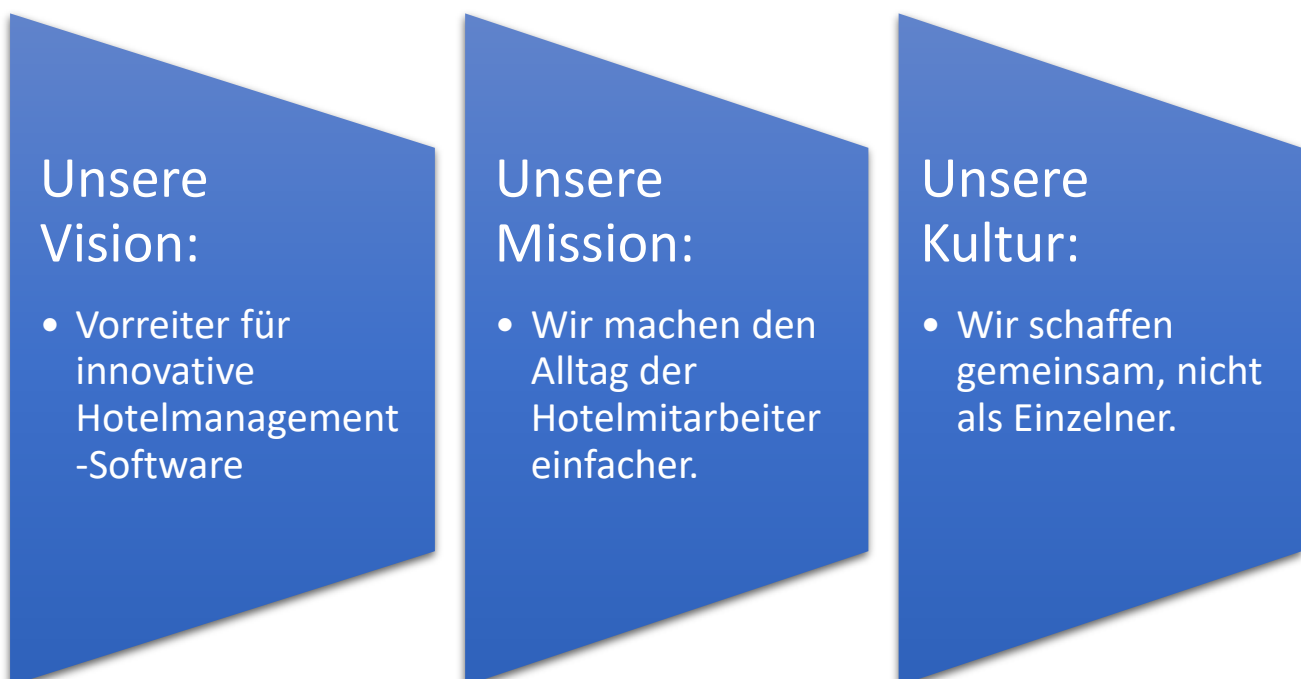 Unsere
Vision:
• Vorreiter für
innovative
Hotelmanagement
-Software
Unsere
Mission:
• Wir machen den
Alltag der
Hotelmitarbeiter
einfacher.
Unsere
Kultur:
• Wir schaffen
gemeinsam, nicht
als Einzelner.